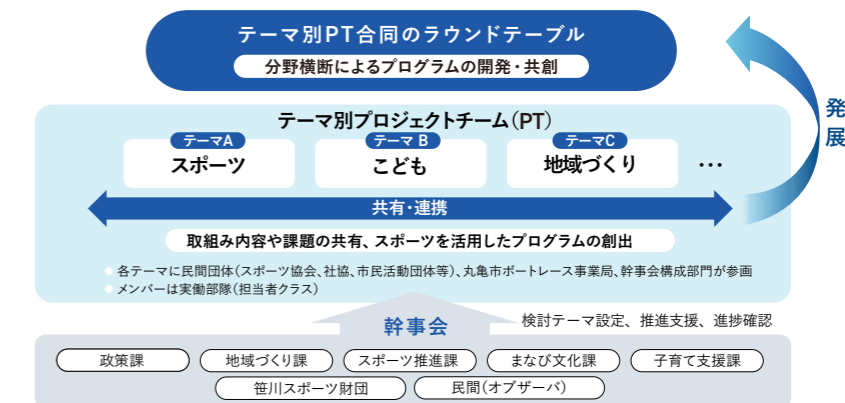 テーマ別PT合同のラウンドテーブル
分野横断によるプログラムの開発・共創
発展
テーマ別プロジェクトチーム(PT)
テーマA
スポーツ
テーマ B
こども
テーマC
地域づくり
…
共有・連携
取組み内容や課題の共有、スポーツを活用したプログラムの創出
各テーマに民間団体(スポーツ協会、社協、市民活動団体等)、丸亀市ボートレース事業局、幹事会構成部門が参画
メンバーは実働部隊(担当者クラス)
幹事会
検討テーマ設定、推進支援、進捗確認
政策課
地域づくり課
スポーツ推進課
まなび文化課
子育て支援課
笹川スポーツ財団
民間(オブザーバ)